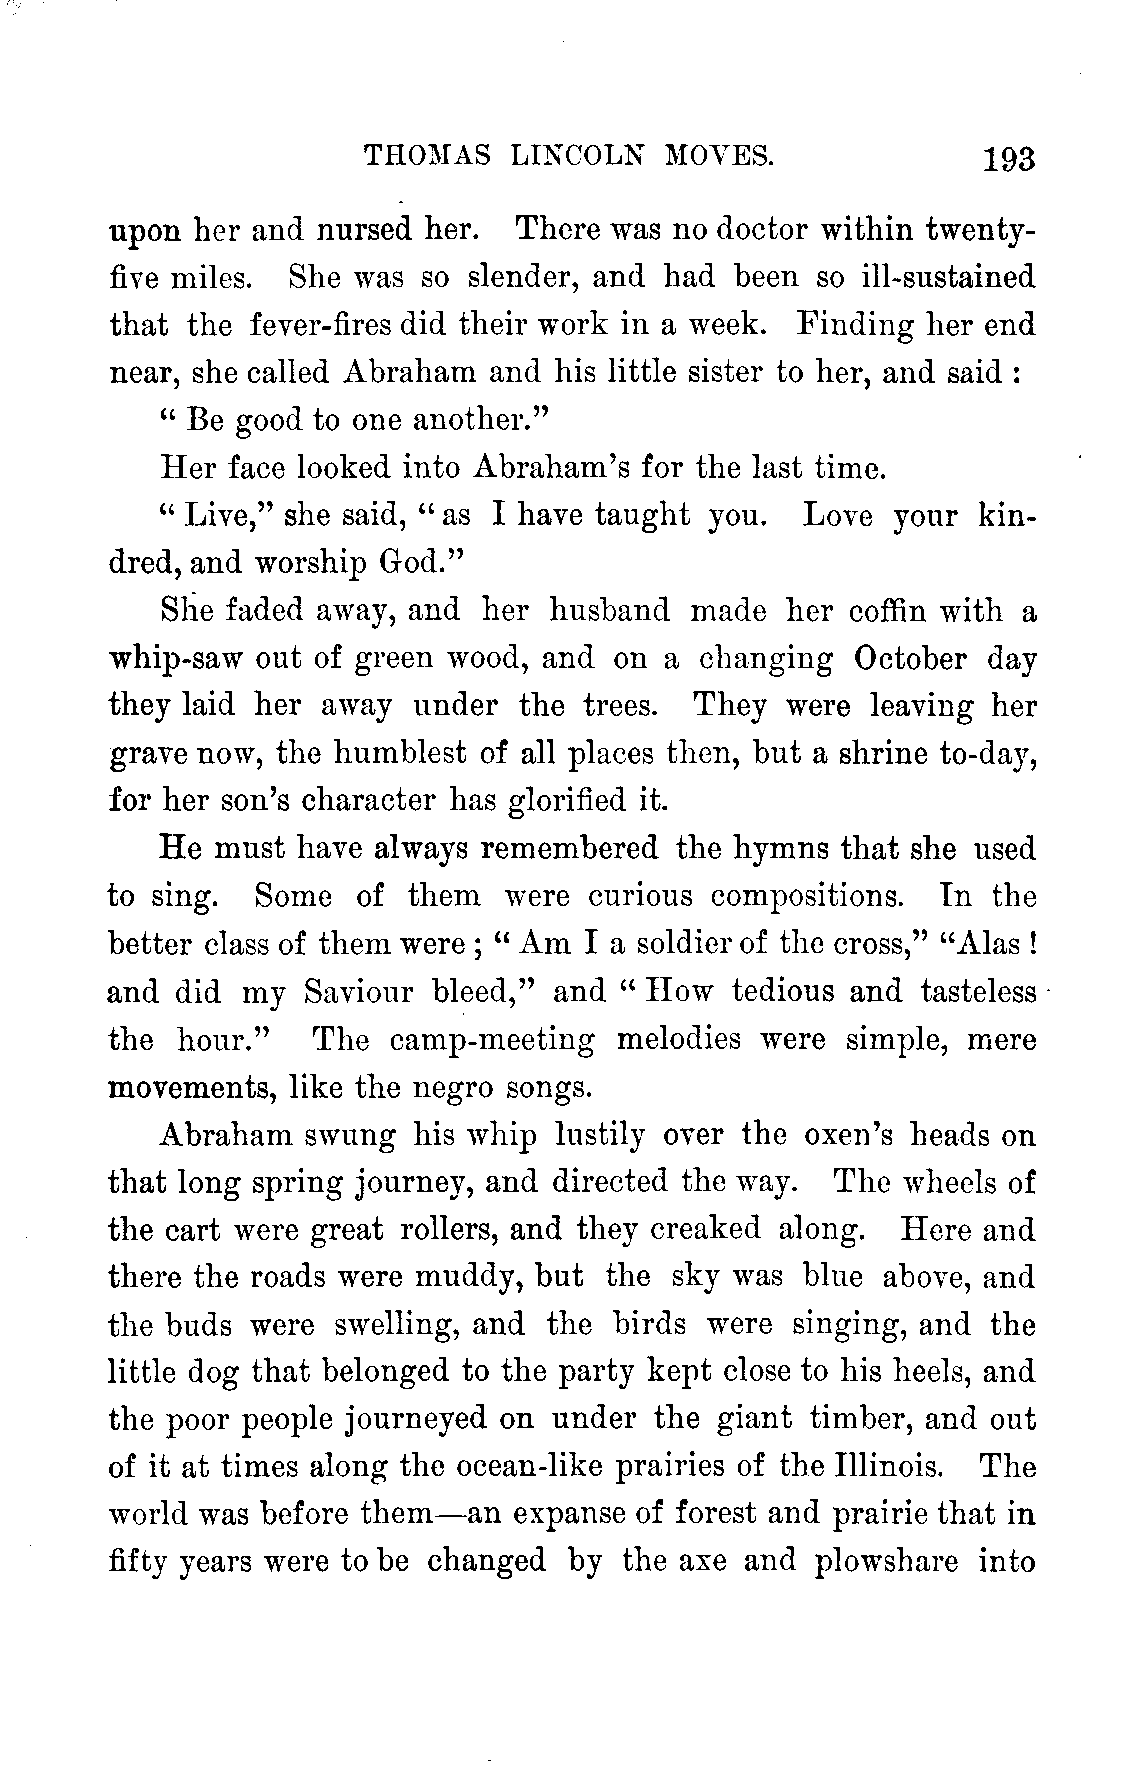 THOMAS LINCOLN MOVES. 193
upon her and nursed her. There was no doctor within twenty-
five miles. She was so slender, and had been so ill-sustained
that the fever-fires did their work in a week. Finding her end
near, she called Abraham and his little sister to her, and said :
“ Be good to one another.”
Her face looked into Abraham’s for the last time.
“ Live,” she said, “ as I have taught you. Love your kin-
dred, and worship God.”
She faded away, and her husband made her coffin with a
whip-saw out of green wood, and on a changing October day
they laid her away under the trees. They were leaving her
grave now, the humblest of all places then, but a shrine to-day,
for her son’s character has glorified it.
He must have always remembered the hymns that she used
to sing. Some of them were curious compositions. In the
better class of them were ; “ Am I a soldier of the cross,” “Alas !
and did my Saviour bleed,” and “ How tedious and tasteless
the hour.” The camp-meeting melodies were simple, mere
movements, like the negro songs.
Abraham swung his whip lustily over the oxen’s heads on
that long spring journey, and directed the way. The wheels of
the cart were great rollers, and they creaked along. Here and
there the roads were muddy, but the sky was blue above, and
the buds were swelling, and the birds were singing, and the
little dog that belonged to the party kept close to his heels, and
the poor people journeyed on under the giant timber, and out
of it at times along the ocean-like prairies of the Illinois. The
world was before them—an expanse of forest and prairie that in
fifty years were to be changed by the axe and plowshare into